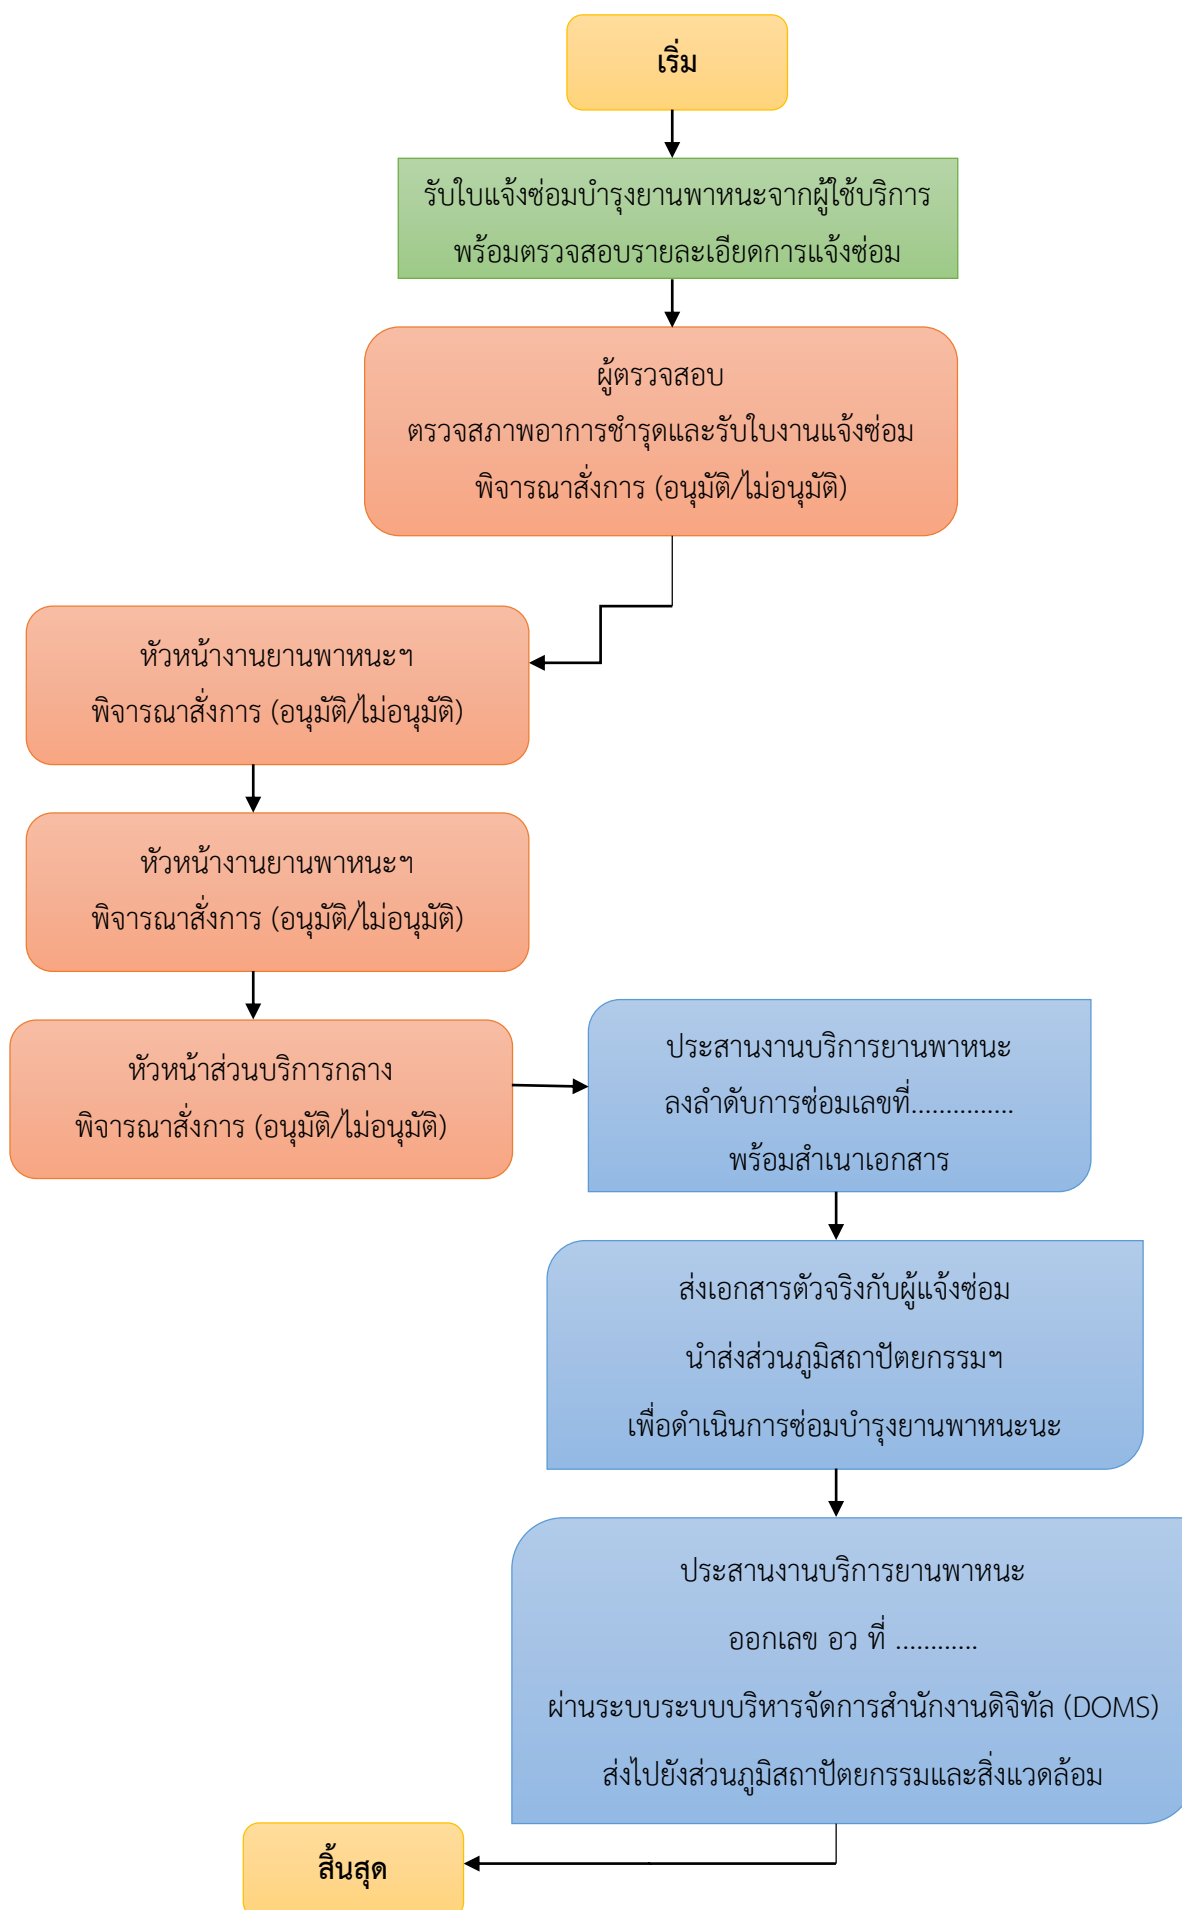 เริ่ม
รับใบแจ้งซ่อมบำรุงยานพาหนะจากผู้ใช้บริการ
พร้อมตรวจสอบรายละเอียดการแจ้งซ่อม
ผู้ตรวจสอบ
ตรวจสภาพอาการชำรุดและรับใบงานแจ้งซ่อม
พิจารณาสั่งการ (อนุมัติ/ไม่อนุมัติ)
หัวหน้างานยานพาหนะฯ
พิจารณาสั่งการ (อนุมัติ/ไม่อนุมัติ)
หัวหน้างานยานพาหนะฯ
พิจารณาสั่งการ (อนุมัติ/ไม่อนุมัติ)
หัวหน้าส่วนบริการกลาง
พิจารณาสั่งการ (อนุมัติ/ไม่อนุมัติ)
ประสานงานบริการยานพาหนะ
ลงลำดับการซ่อมเลขที่...............
พร้อมสำเนาเอกสาร
ส่งเอกสารตัวจริงกับผู้แจ้งซ่อม
นำส่งส่วนภูมิสถาปัตยกรรมฯ
เพื่อดำเนินการซ่อมบำรุงยานพาหนะนะ
ประสานงานบริการยานพาหนะ
ออกเลข อว ที่ ............
ผ่านระบบระบบบริหารจัดการสำนักงานดิจิทัล (DOMS)
ส่งไปยังส่วนภูมิสถาปัตยกรรมและสิ่งแวดล้อม
สิ้นสุด